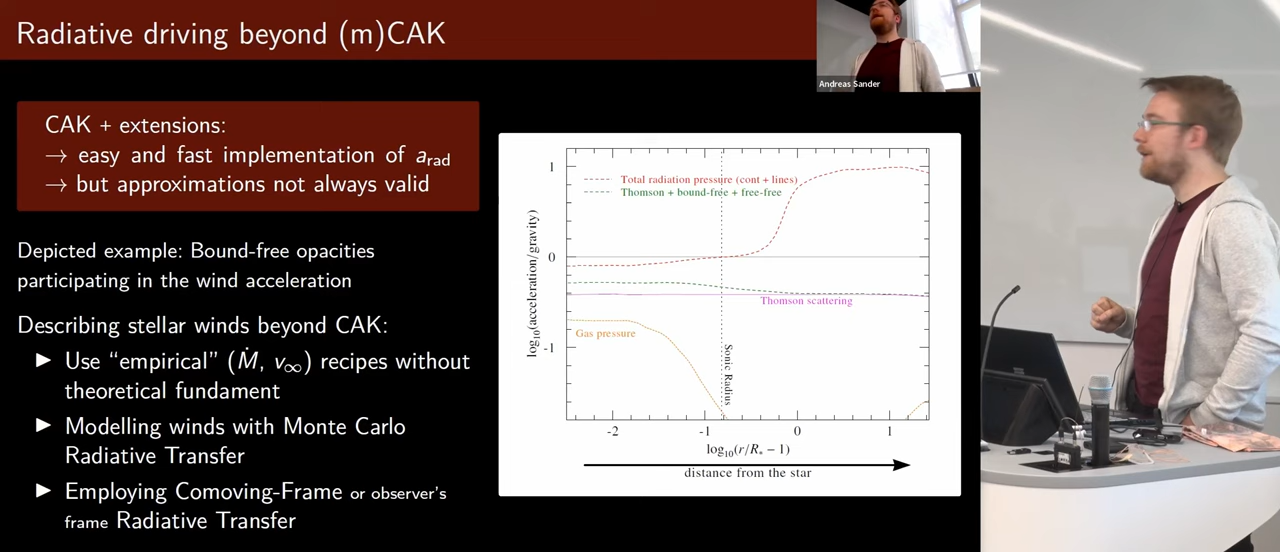 Radiative driving beyond (m)CAK
Andreas Sander
CAK + extensions:
→ easy and fast implementation of a_rad
→ but approximations not always valid
Depicted example: Bound-free opacities
participating in the wind acceleration
Describing stellar winds beyond CAK:
► Use “empirical” (Ṁ, v∞) recipes without
theoretical fundament
► Modelling winds with Monte Carlo
Radiative Transfer
► Employing Comoving-Frame or observer's
frame Radiative Transfer
Total radiation pressure (cont + lines)
Thomson + bound-free + free-free
Thomson scattering
Gas pressure
Sonic Radius
log₁₀(acceleration/gravity)
1
0
-1
-2
-1
0
1
log₁₀(r/R* − 1)
distance from the star